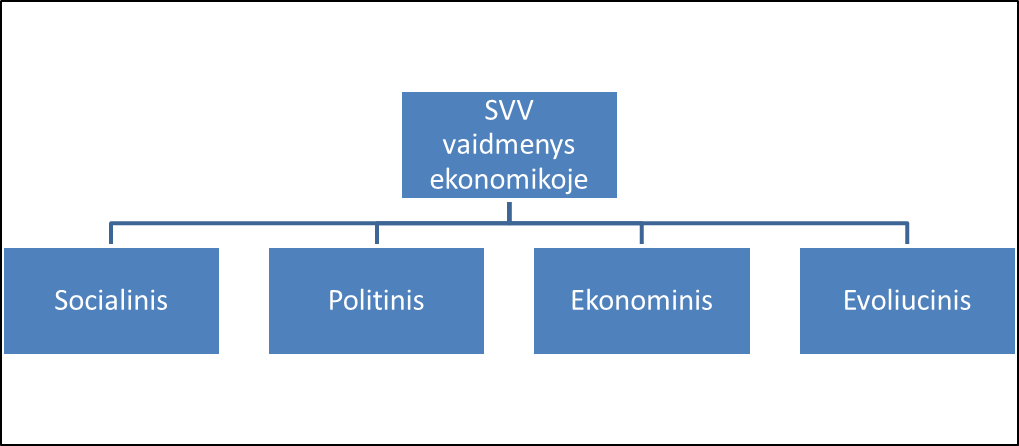 SVV
vaidmenys
ekonomikoje
Socialinis
Politinis
Ekonominis
Evoliucinis